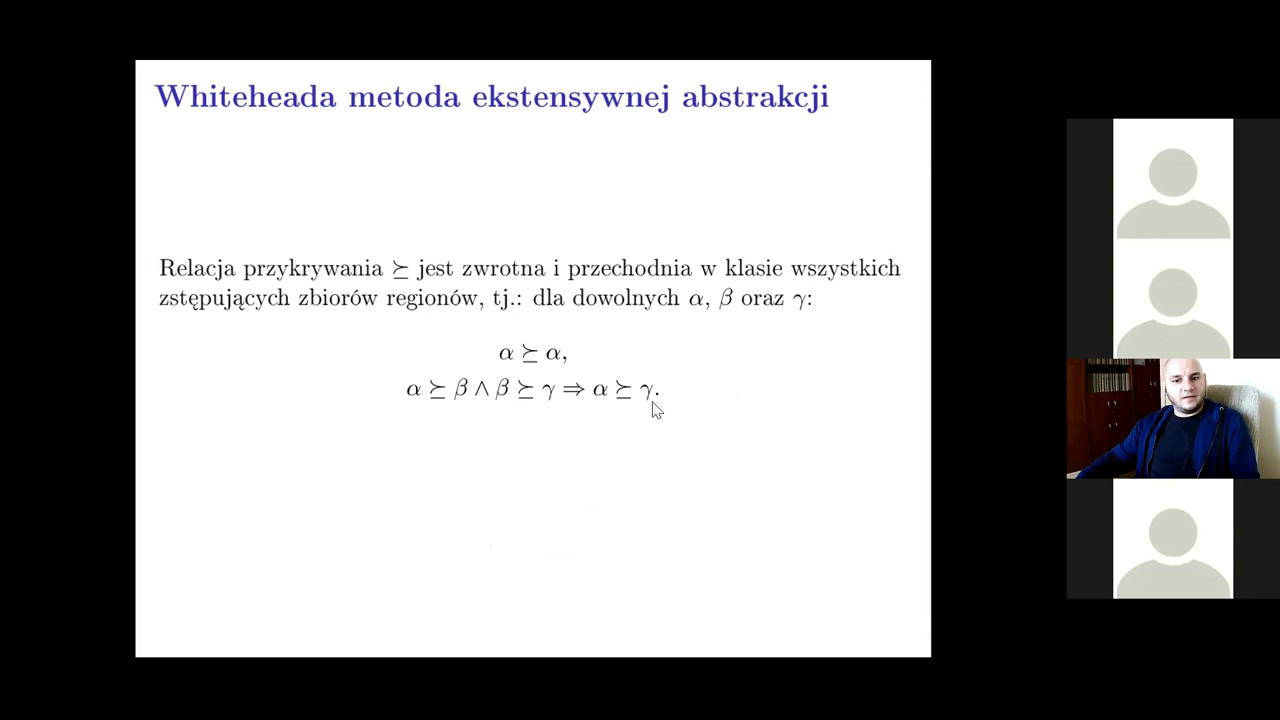 Whiteheada metoda ekstensywnej abstrakcji
Relacja przykrywania ⪰ jest zwrotna i przechodnia w klasie wszystkich
zstępujących zbiorów regionów, tj.: dla dowolnych α, β oraz γ:
α ⪰ α,
α ⪰ β ∧ β ⪰ γ ⇒ α ⪰ γ.